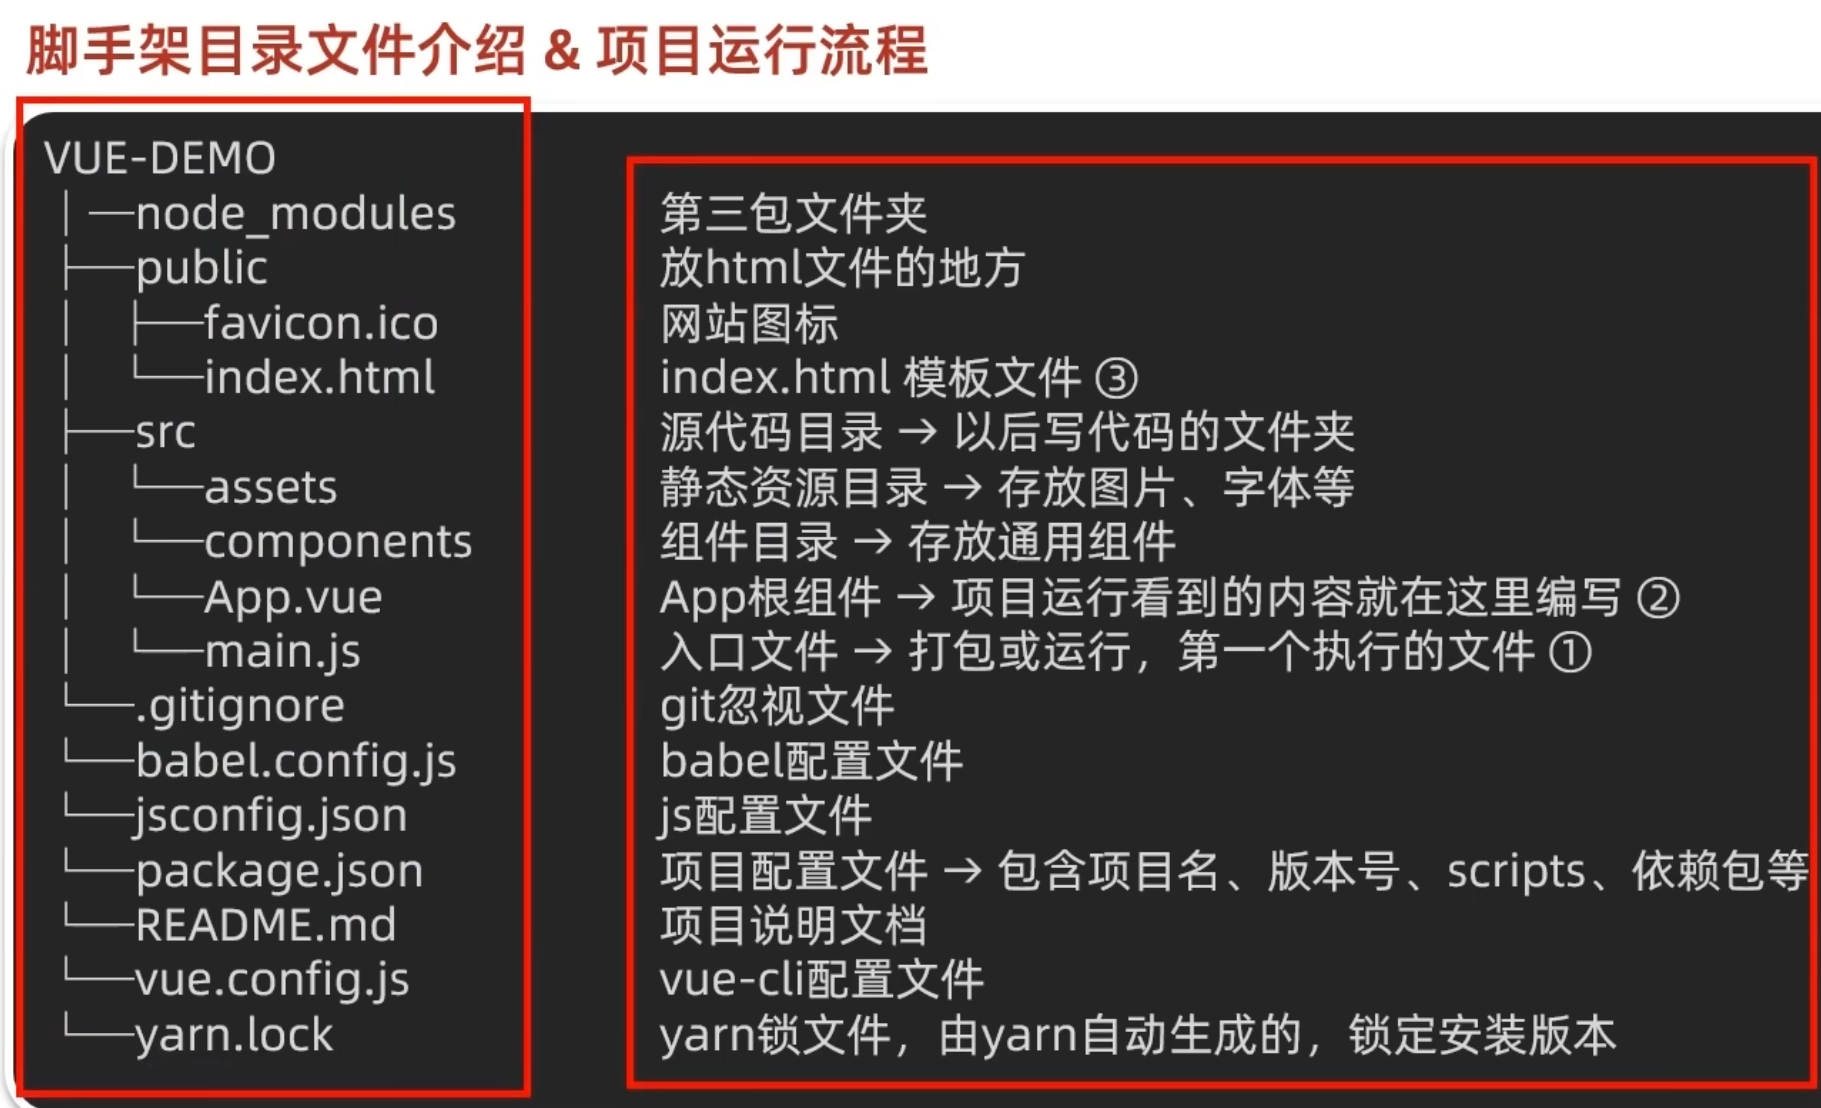 脚手架目录文件介绍 & 项目运行流程
VUE-DEMO
│—node_modules 第三包文件夹
├──public 放html文件的地方
│ ├──favicon.ico 网站图标
│ └──index.html index.html 模板文件 ③
├──src 源代码目录 → 以后写代码的文件夹
│ └──assets 静态资源目录 → 存放图片、字体等
│ └──components 组件目录 → 存放通用组件
│ └──App.vue App根组件 → 项目运行看到的内容就在这里编写 ②
│ └──main.js 入口文件 → 打包或运行，第一个执行的文件 ①
└──.gitignore git忽视文件
└──babel.config.js babel配置文件
└──jsconfig.json js配置文件
└──package.json 项目配置文件 → 包含项目名、版本号、scripts、依赖包等
└──README.md 项目说明文档
└──vue.config.js vue-cli配置文件
└──yarn.lock yarn锁文件，由yarn自动生成的，锁定安装版本